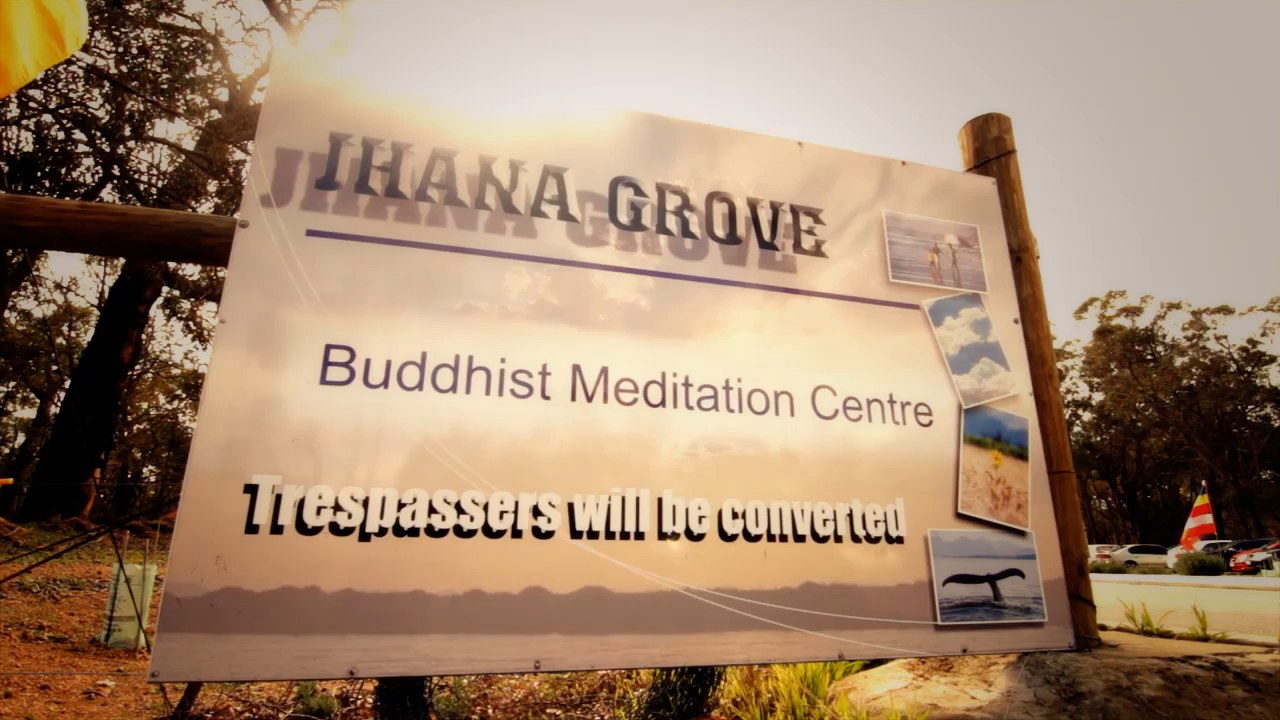 JHANA GROVE
Buddhist Meditation Centre
Trespassers will be converted